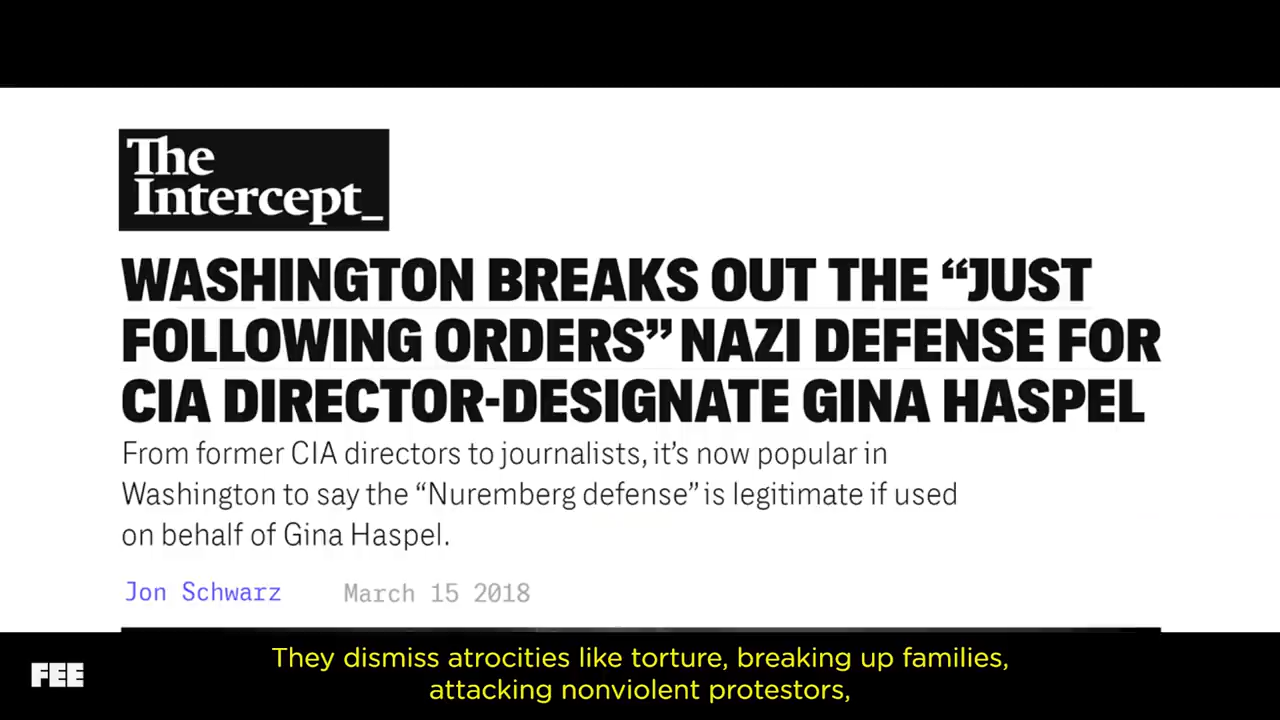 The
Intercept_
WASHINGTON BREAKS OUT THE “JUST
FOLLOWING ORDERS” NAZI DEFENSE FOR
CIA DIRECTOR-DESIGNATE GINA HASPEL
From former CIA directors to journalists, it’s now popular in
Washington to say the “Nuremberg defense” is legitimate if used
on behalf of Gina Haspel.
Jon Schwarz March 15 2018
They dismiss atrocities like torture, breaking up families,
attacking nonviolent protestors,
FEE